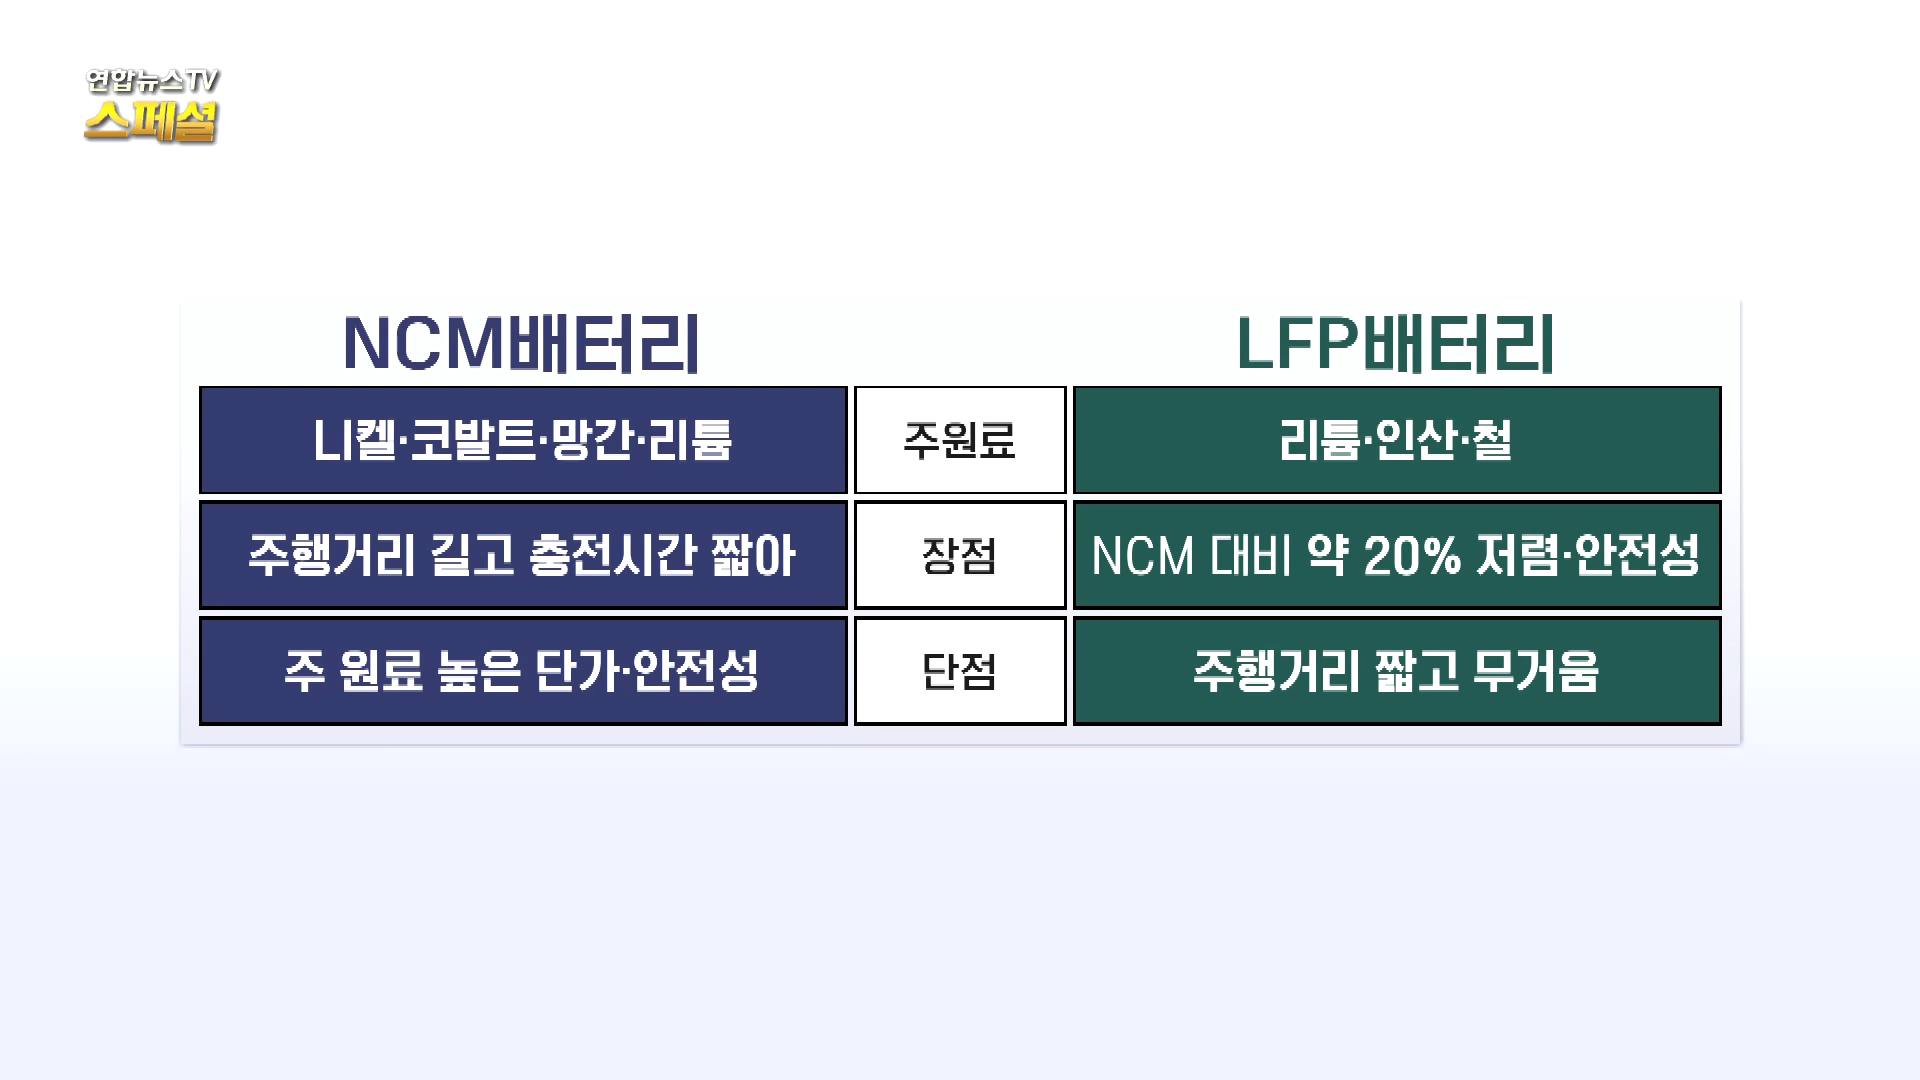 연합뉴스TV
스페셜
NCM배터리 LFP배터리
니켈·코발트·망간·리튬 주원료 리튬·인산·철
주행거리 길고 충전시간 짧아 장점 NCM 대비 약 20% 저렴·안전성
주 원료 높은 단가·안전성 단점 주행거리 짧고 무거움